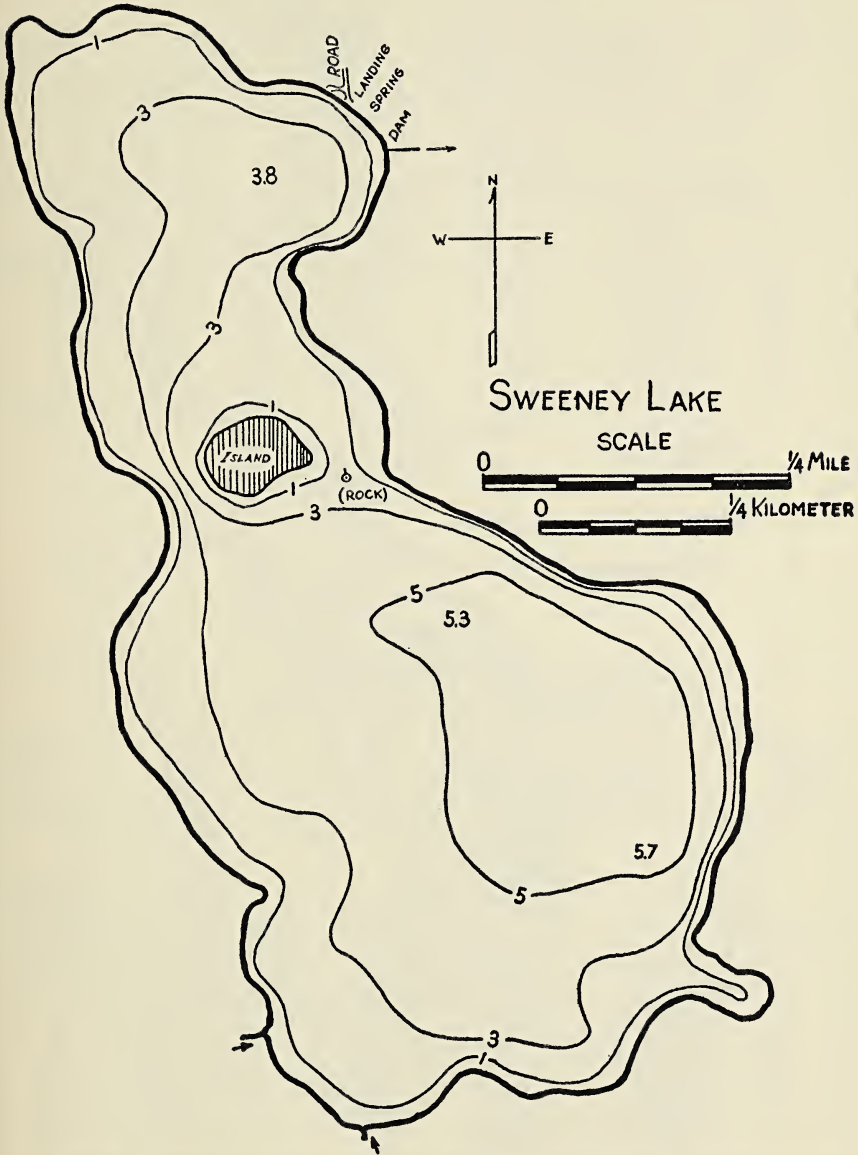 1
ROAD
LANDING
SPRING
DAM
3
3.8
N
W E
3
SWEENEY LAKE
SCALE
0 ¼ MILE
0 ¼ KILOMETER
1
ISLAND
1
(ROCK)
3
5
5.3
5.7
5
3
1